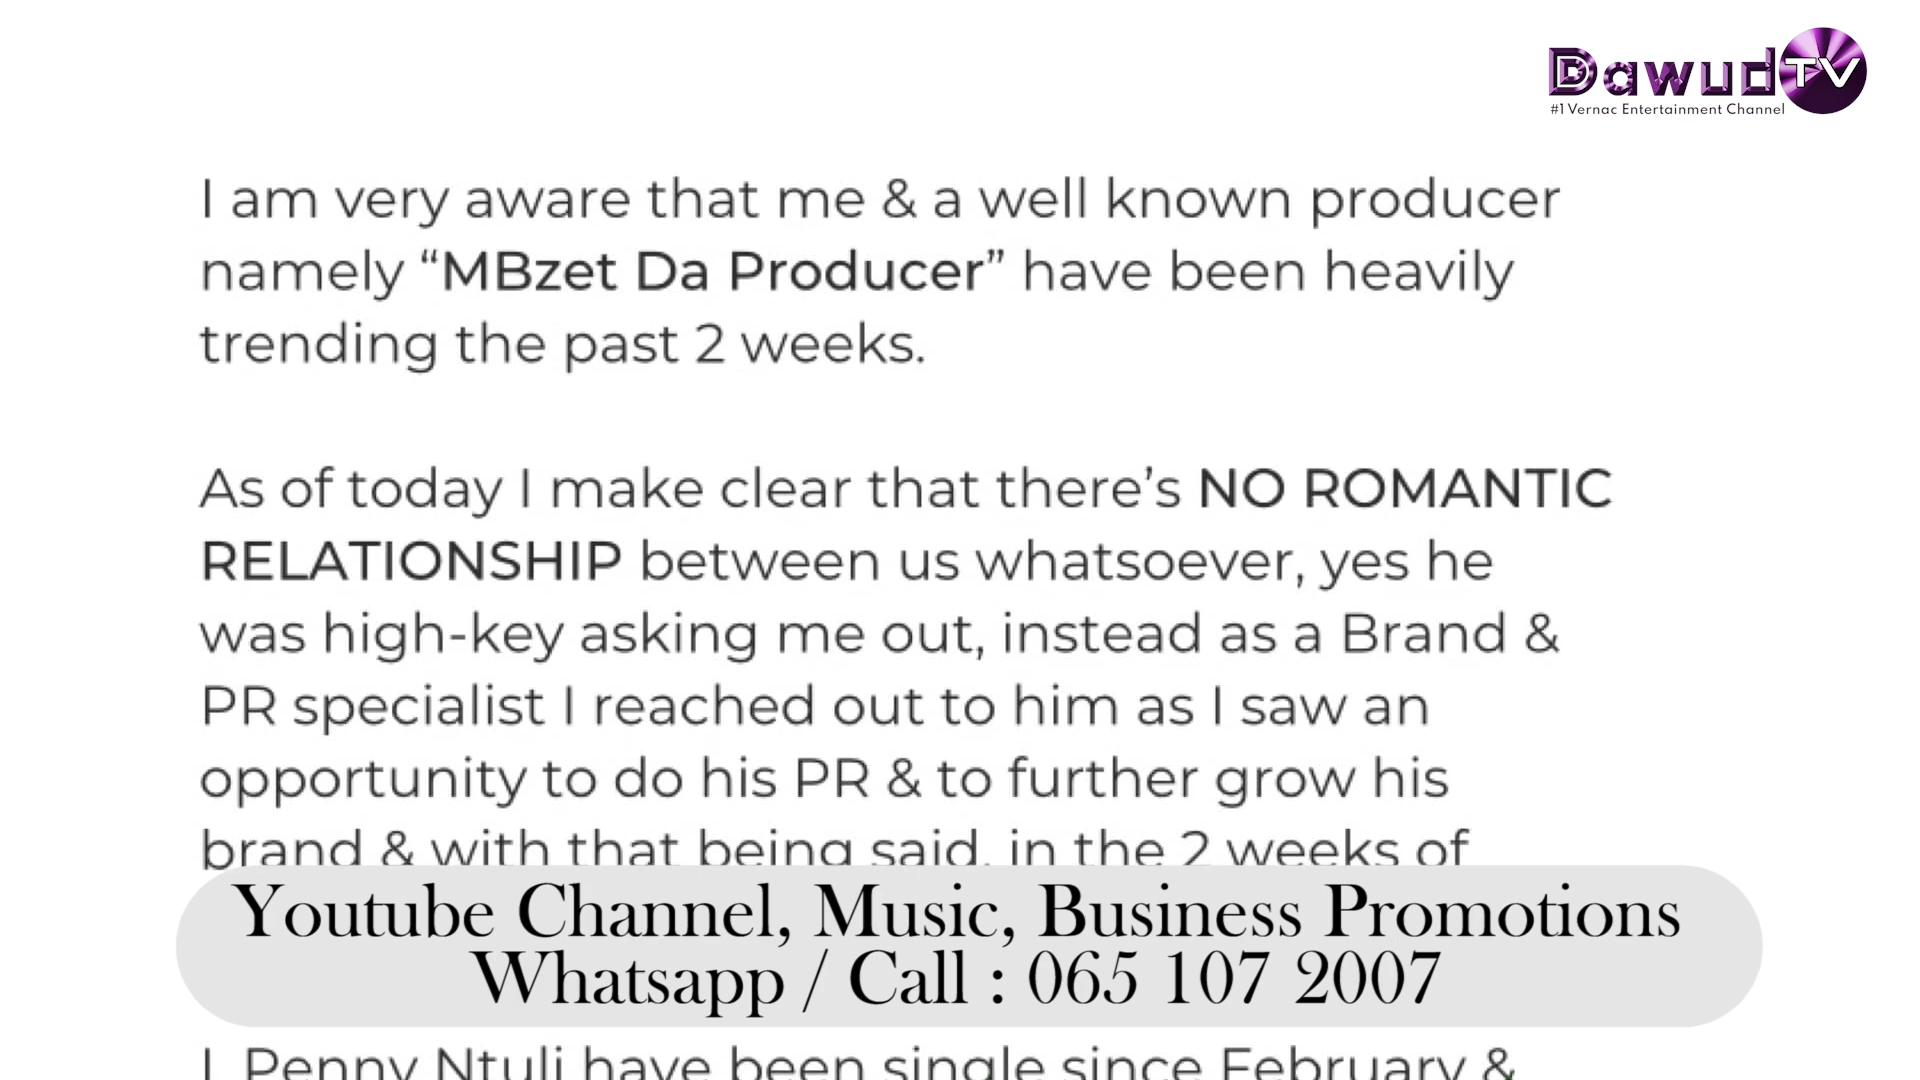 Dawud TV
#1 Vernac Entertainment Channel
I am very aware that me & a well known producer
namely “MBzet Da Producer” have been heavily
trending the past 2 weeks.
As of today I make clear that there’s NO ROMANTIC
RELATIONSHIP between us whatsoever, yes he
was high-key asking me out, instead as a Brand &
PR specialist I reached out to him as I saw an
opportunity to do his PR & to further grow his
brand & with that being said, in the 2 weeks of
Youtube Channel, Music, Business Promotions
Whatsapp / Call : 065 107 2007
I, Penny Ntuli have been single since February &